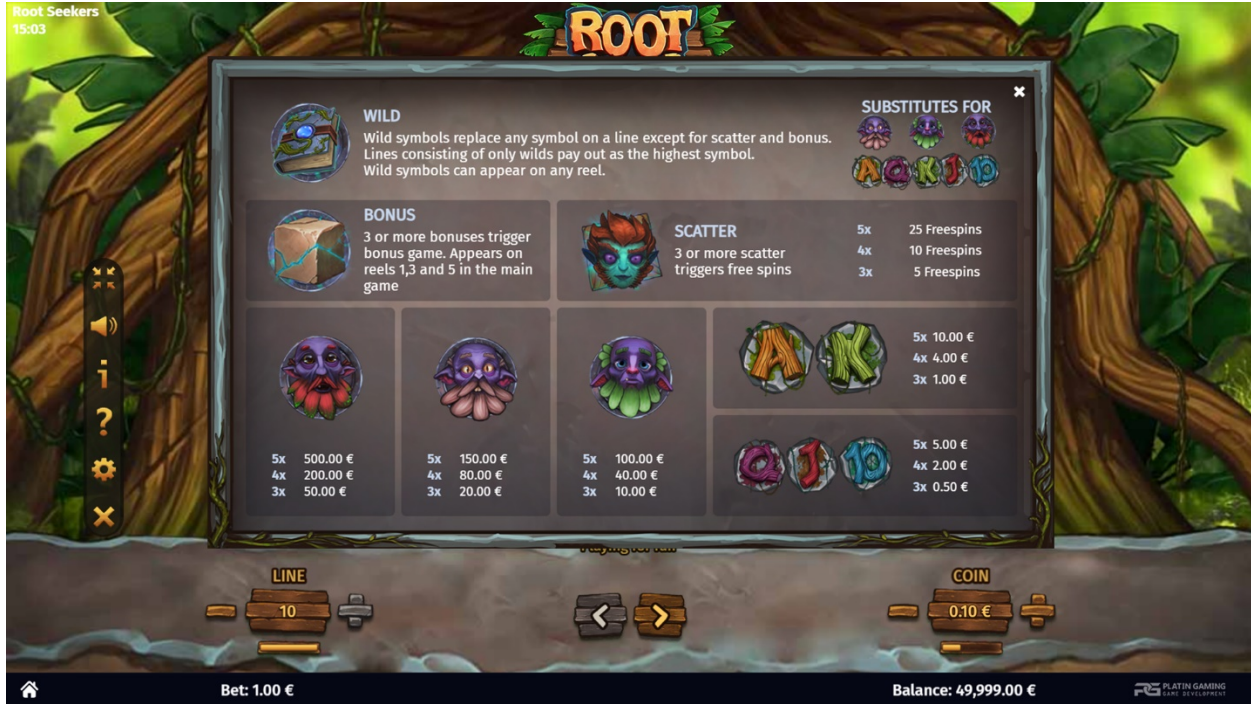 Root Seekers
15:03
ROOT
WILD
Wild symbols replace any symbol on a line except for scatter and bonus.
Lines consisting of only wilds pay out as the highest symbol.
Wild symbols can appear on any reel.
SUBSTITUTES FOR
A Q K J 10
BONUS
3 or more bonuses trigger
bonus game. Appears on
reels 1,3 and 5 in the main
game
SCATTER
3 or more scatter
triggers free spins
5x 25 Freespins
4x 10 Freespins
3x 5 Freespins
5x 500.00 €
4x 200.00 €
3x 50.00 €
5x 150.00 €
4x 80.00 €
3x 20.00 €
5x 100.00 €
4x 40.00 €
3x 10.00 €
A K
5x 10.00 €
4x 4.00 €
3x 1.00 €
Q J 10
5x 5.00 €
4x 2.00 €
3x 0.50 €
Playing for fun
LINE
10
COIN
0.10 €
Bet: 1.00 €
Balance: 49,999.00 €
PG PLATIN GAMING
GAME DEVELOPMENT